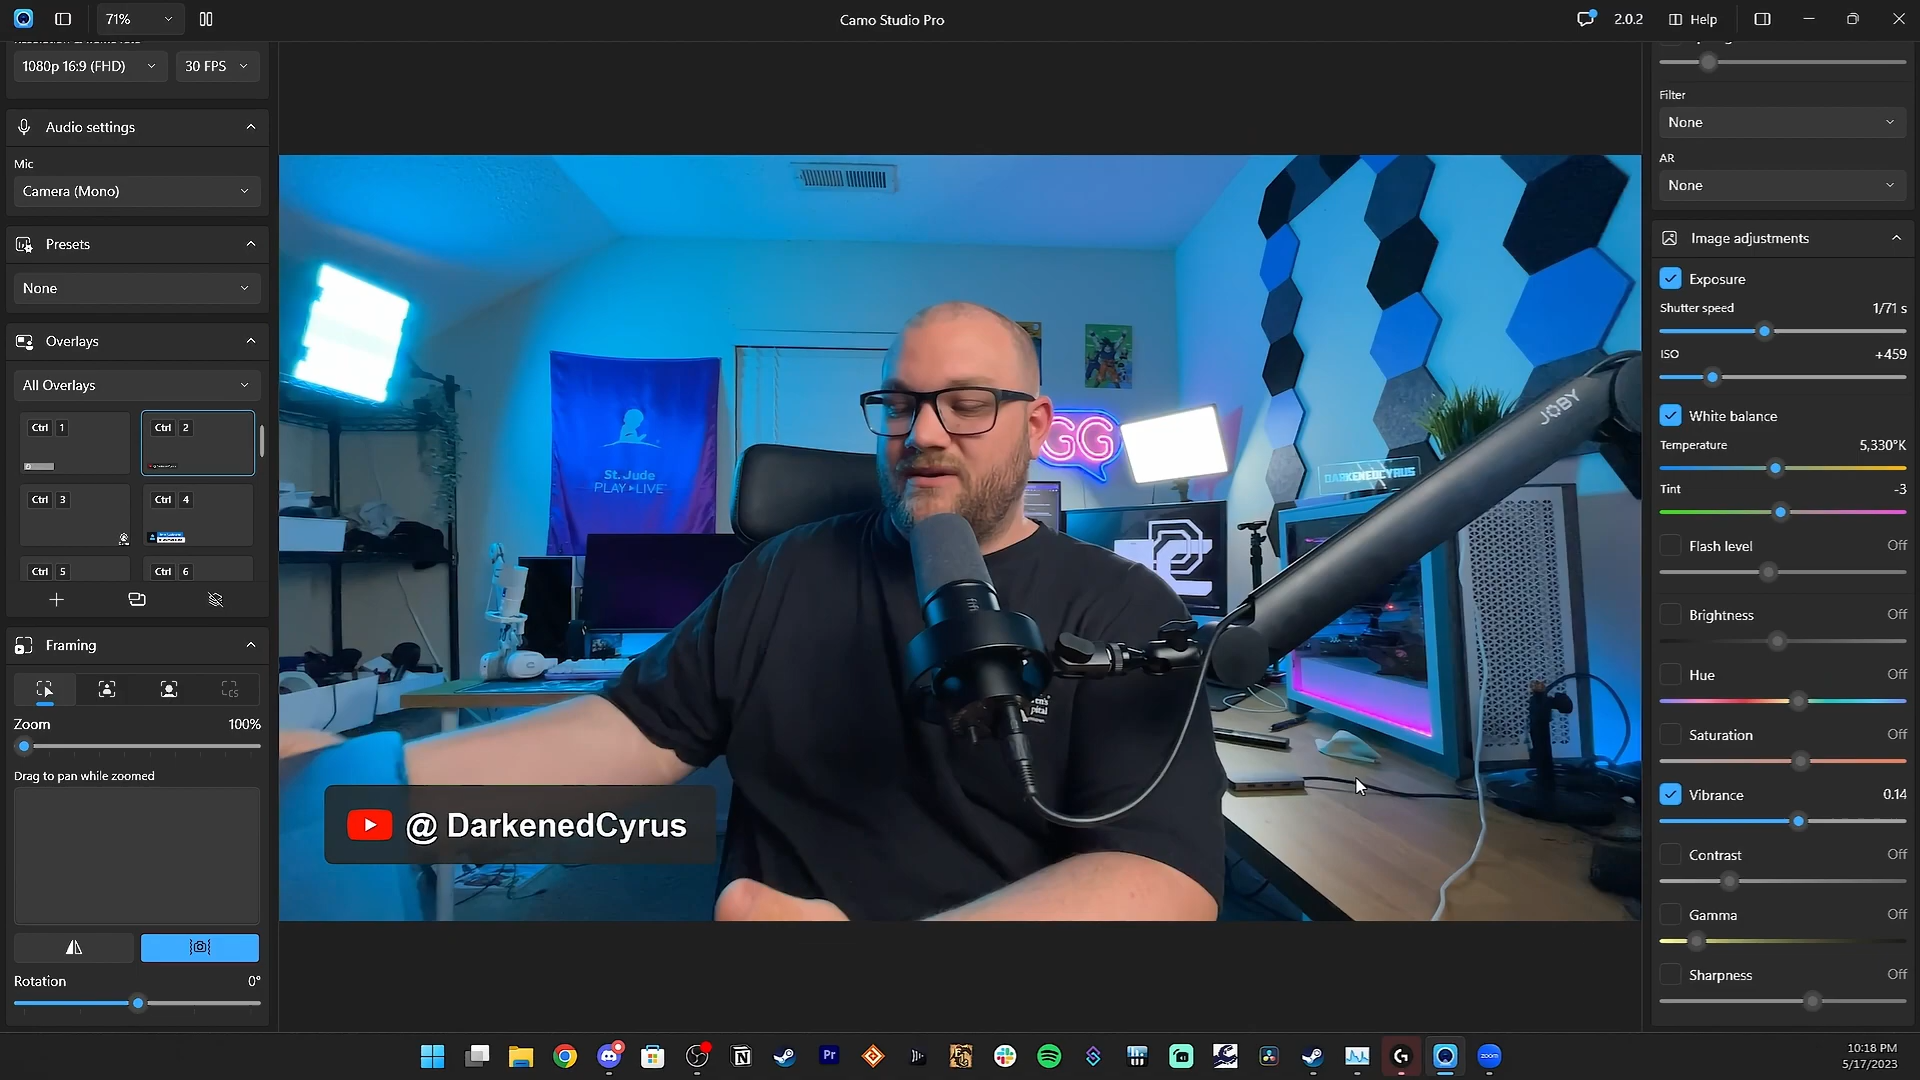 71%
Camo Studio Pro
2.0.2
Help
1080p 16:9 (FHD)
30 FPS
Audio settings
Mic
Camera (Mono)
Presets
None
Overlays
All Overlays
Ctrl 1
Ctrl 2
Ctrl 3
Ctrl 4
Ctrl 5
Ctrl 6
Framing
Zoom
100%
Drag to pan while zoomed
Rotation
0°
St. Jude
PLAY LIVE
GG
DARKENEDCYRUS
JOBY
@ DarkenedCyrus
Filter
None
AR
None
Image adjustments
Exposure
Shutter speed
1/71 s
ISO
+459
White balance
Temperature
5,330°K
Tint
-3
Flash level
Off
Brightness
Off
Hue
Off
Saturation
Off
Vibrance
0.14
Contrast
Off
Gamma
Off
Sharpness
Off
Pr
zoom
10:18 PM
5/17/2023